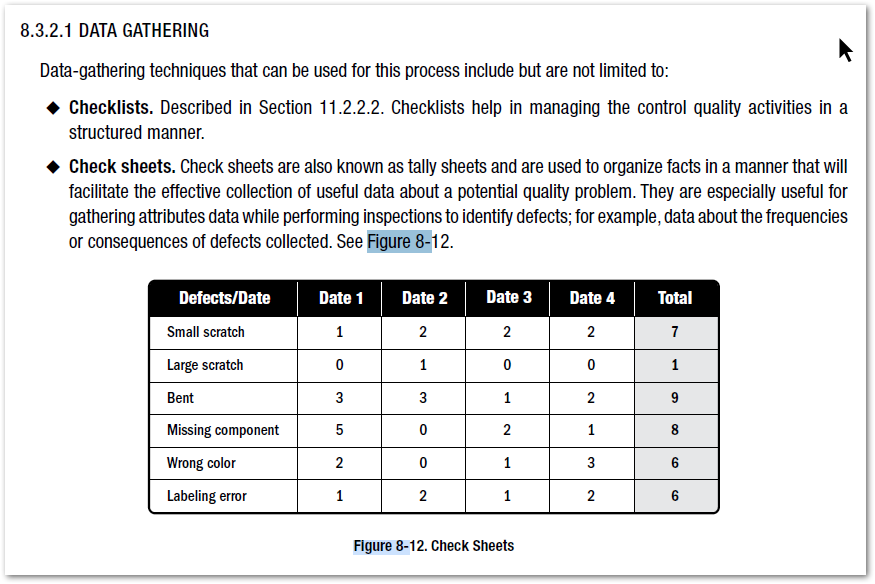 8.3.2.1 DATA GATHERING
Data-gathering techniques that can be used for this process include but are not limited to:
◆ Checklists. Described in Section 11.2.2.2. Checklists help in managing the control quality activities in a
structured manner.
◆ Check sheets. Check sheets are also known as tally sheets and are used to organize facts in a manner that will
facilitate the effective collection of useful data about a potential quality problem. They are especially useful for
gathering attributes data while performing inspections to identify defects; for example, data about the frequencies
or consequences of defects collected. See Figure 8-12.
Defects/Date Date 1 Date 2 Date 3 Date 4 Total
Small scratch 1 2 2 2 7
Large scratch 0 1 0 0 1
Bent 3 3 1 2 9
Missing component 5 0 2 1 8
Wrong color 2 0 1 3 6
Labeling error 1 2 1 2 6
Figure 8-12. Check Sheets